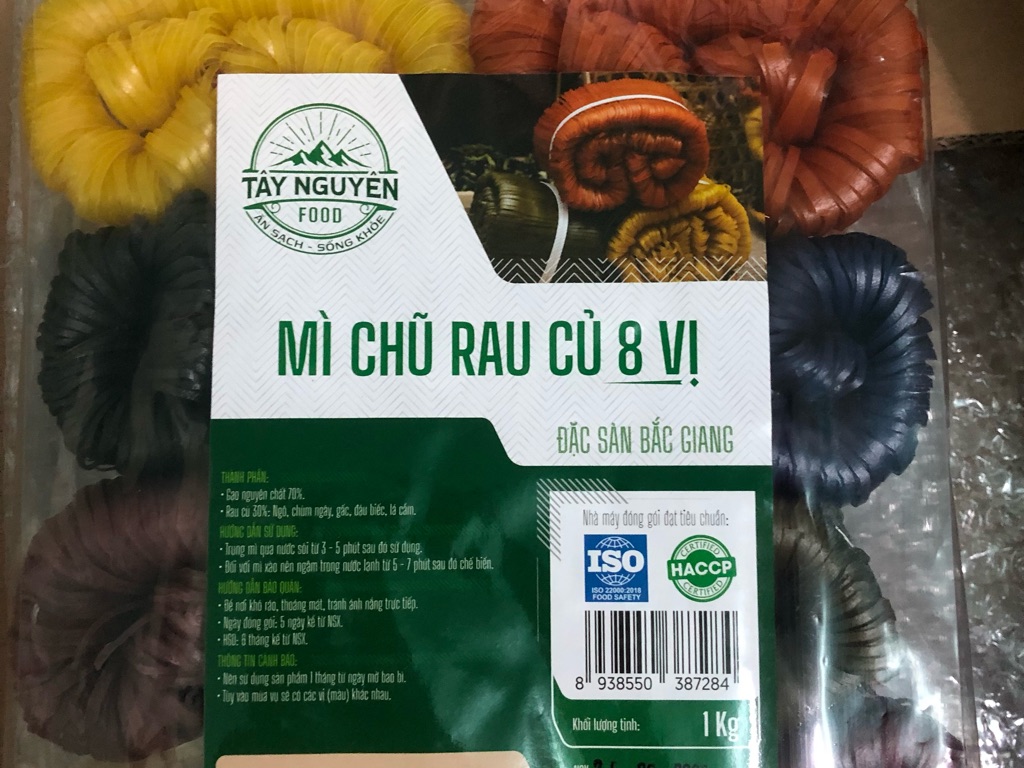 TÂY NGUYÊN
FOOD
ĂN SẠCH - SỐNG KHỎE
MÌ CHŨ RAU CỦ 8 VỊ
ĐẶC SẢN BẮC GIANG
THÀNH PHẦN:
• Gạo nguyên chất 70%.
• Rau củ 30%: Ngô, chùm ngây, gấc, đậu biếc, lá cẩm.
HƯỚNG DẪN SỬ DỤNG:
• Trụng mì qua nước sôi từ 3 - 5 phút sau đó sử dụng.
• Đối với mì xào nên ngâm trong nước lạnh từ 5 - 7 phút sau đó chế biến.
HƯỚNG DẪN BẢO QUẢN:
• Để nơi khô ráo, thoáng mát, tránh ánh nắng trực tiếp.
• Ngày đóng gói: 5 ngày kể từ NSX.
• HSD: 8 tháng kể từ NSX.
THÔNG TIN CẢNH BÁO:
• Nên sử dụng sản phẩm 1 tháng từ ngày mở bao bì.
• Tùy vào mùa vụ sẽ có các vị (màu) khác nhau.
Nhà máy đóng gói đạt tiêu chuẩn:
ISO
ISO 22000:2018
FOOD SAFETY
CERTIFIED
HACCP
CERTIFIED
8 938550 387284
Khối lượng tịnh: 1 Kg